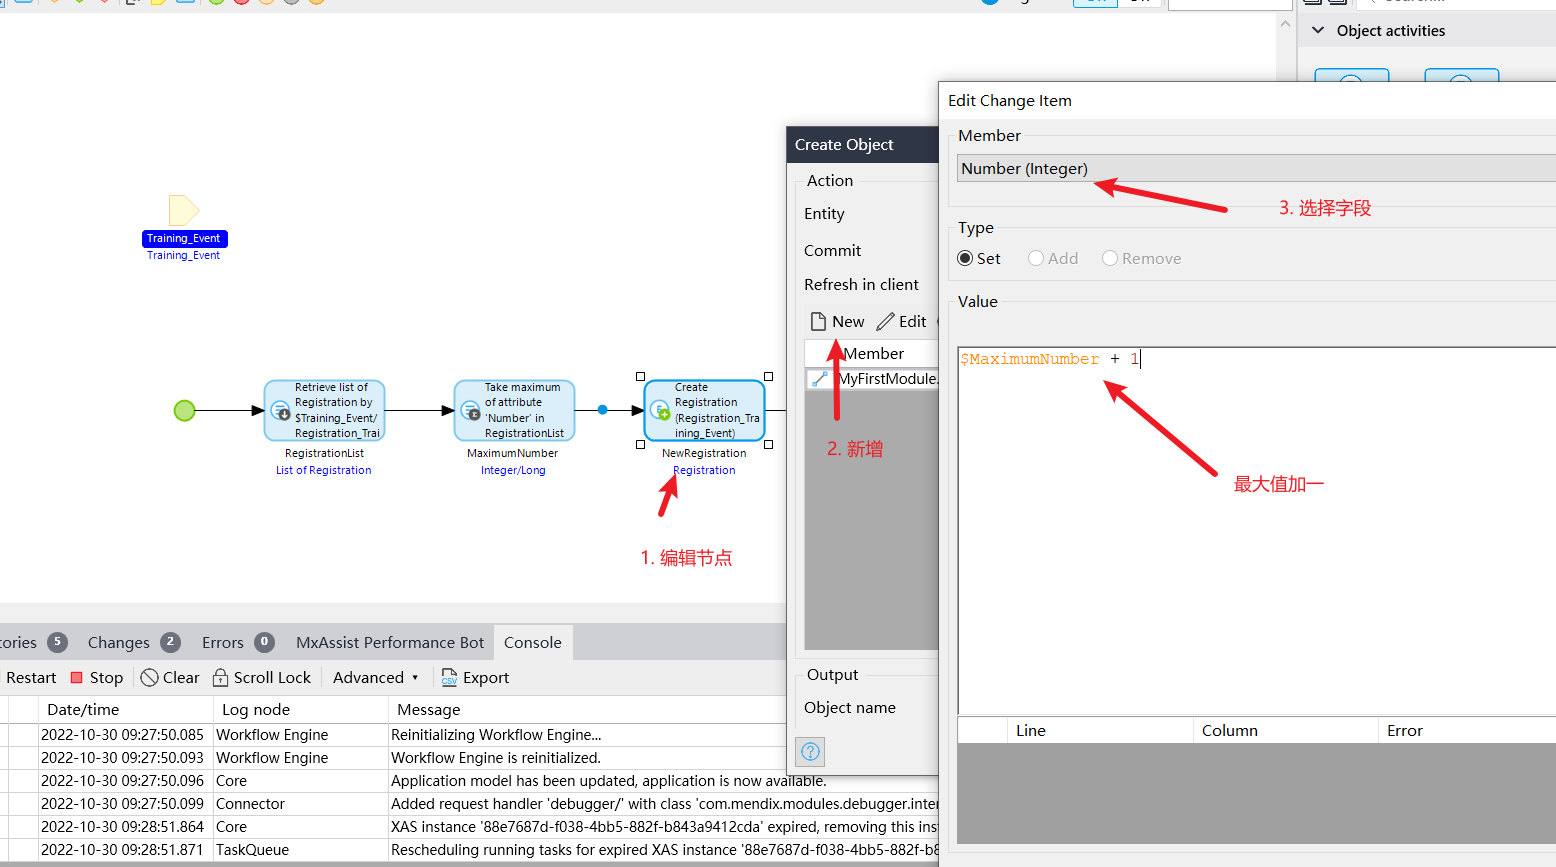 Object activities
Edit Change Item
Member
Number (Integer)
3. 选择字段
Type
Set
Add
Remove
Value
$MaximumNumber + 1
最大值加一
Line
Column
Error
Create Object
Action
Entity
Commit
Refresh in client
New
Edit
Member
MyFirstModule.
2. 新增
Output
Object name
Training_Event
Training_Event
Retrieve list of
Registration by
$Training_Event/
Registration_Trai
RegistrationList
List of Registration
Take maximum
of attribute
'Number' in
RegistrationList
MaximumNumber
Integer/Long
Create
Registration
(Registration_Tra
ining_Event)
NewRegistration
Registration
1. 编辑节点
tories 5 Changes 2 Errors 0 MxAssist Performance Bot Console
Restart Stop Clear Scroll Lock Advanced Export
Date/time Log node Message
2022-10-30 09:27:50.085 Workflow Engine Reinitializing Workflow Engine...
2022-10-30 09:27:50.093 Workflow Engine Workflow Engine is reinitialized.
2022-10-30 09:27:50.096 Core Application model has been updated, application is now available.
2022-10-30 09:27:50.099 Connector Added request handler 'debugger/' with class 'com.mendix.modules.debugger.inter
2022-10-30 09:28:51.864 Core XAS instance '88e7687d-f038-4bb5-882f-b843a9412cda' expired, removing this inst
2022-10-30 09:28:51.871 TaskQueue Rescheduling running tasks for expired XAS instance '88e7687d-f038-4bb5-882f-b8